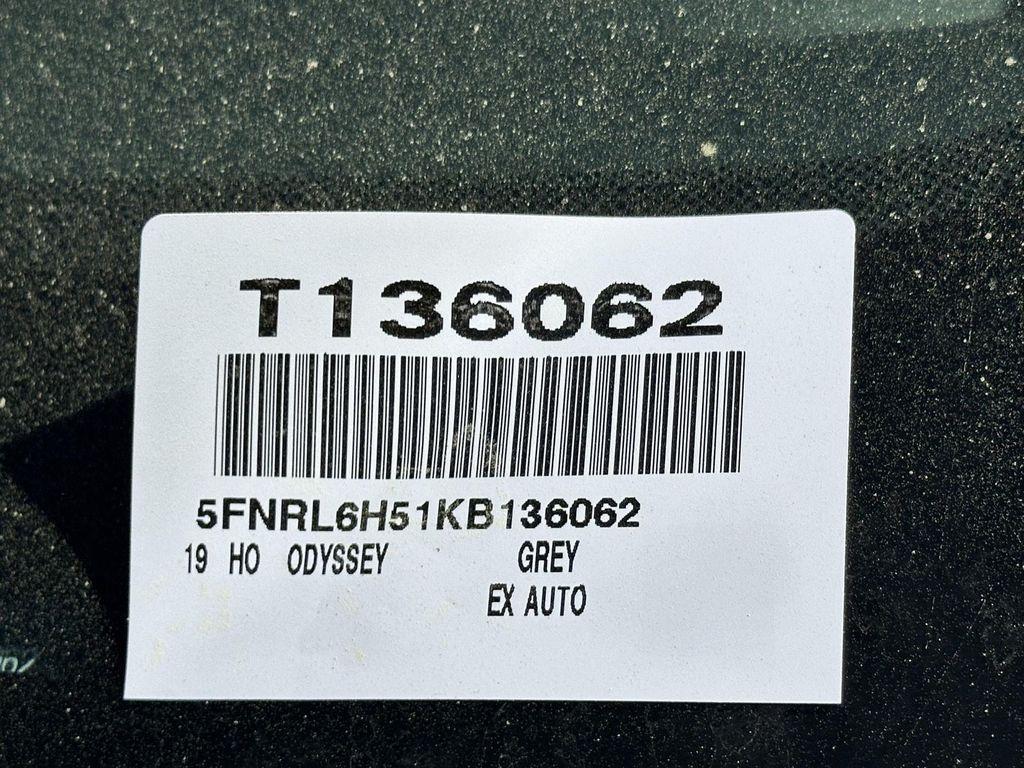 T136062
5FNRL6H51KB136062
19 HO ODYSSEY GREY
EX AUTO